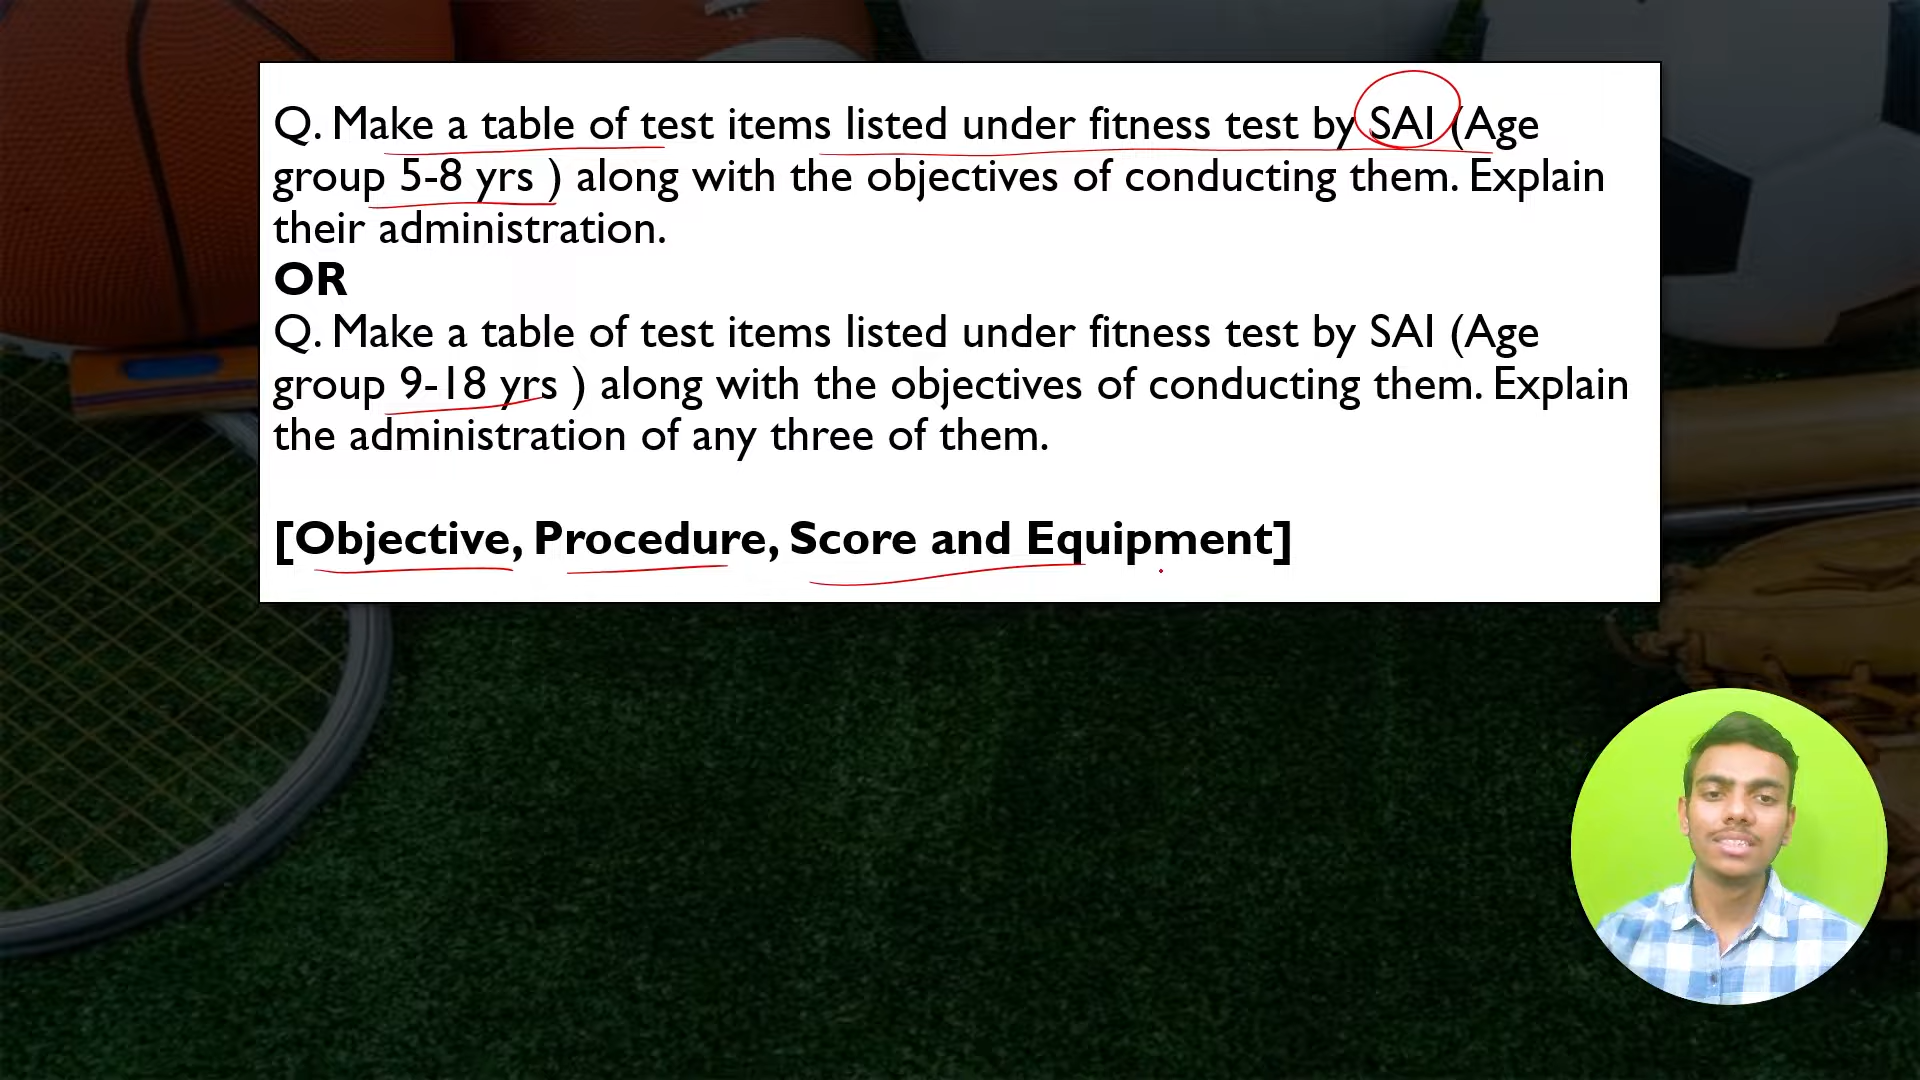 Q. Make a table of test items listed under fitness test by SAI (Age
group 5-8 yrs ) along with the objectives of conducting them. Explain
their administration.
OR
Q. Make a table of test items listed under fitness test by SAI (Age
group 9-18 yrs ) along with the objectives of conducting them. Explain
the administration of any three of them.
[Objective, Procedure, Score and Equipment]